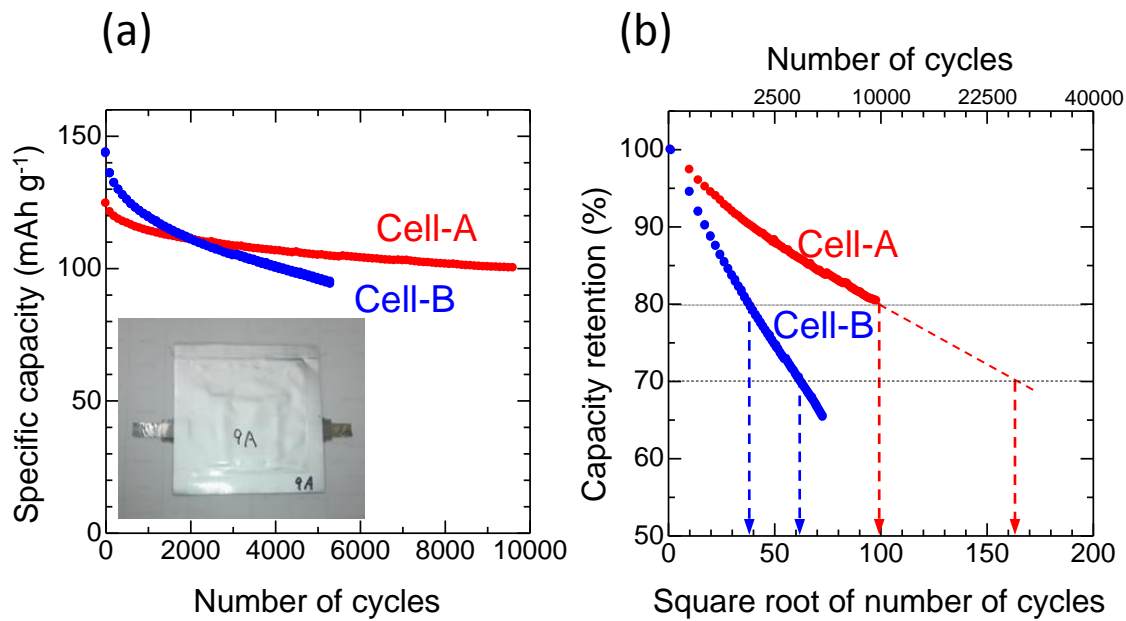 (a)
Specific capacity (mAh g⁻¹)
150
100
50
0
Cell-A
Cell-B
9A
9A
0 2000 4000 6000 8000 10000
Number of cycles
(b)
Number of cycles
2500 10000 22500 40000
Capacity retention (%)
100
90
80
70
60
50
Cell-A
Cell-B
0 50 100 150 200
Square root of number of cycles